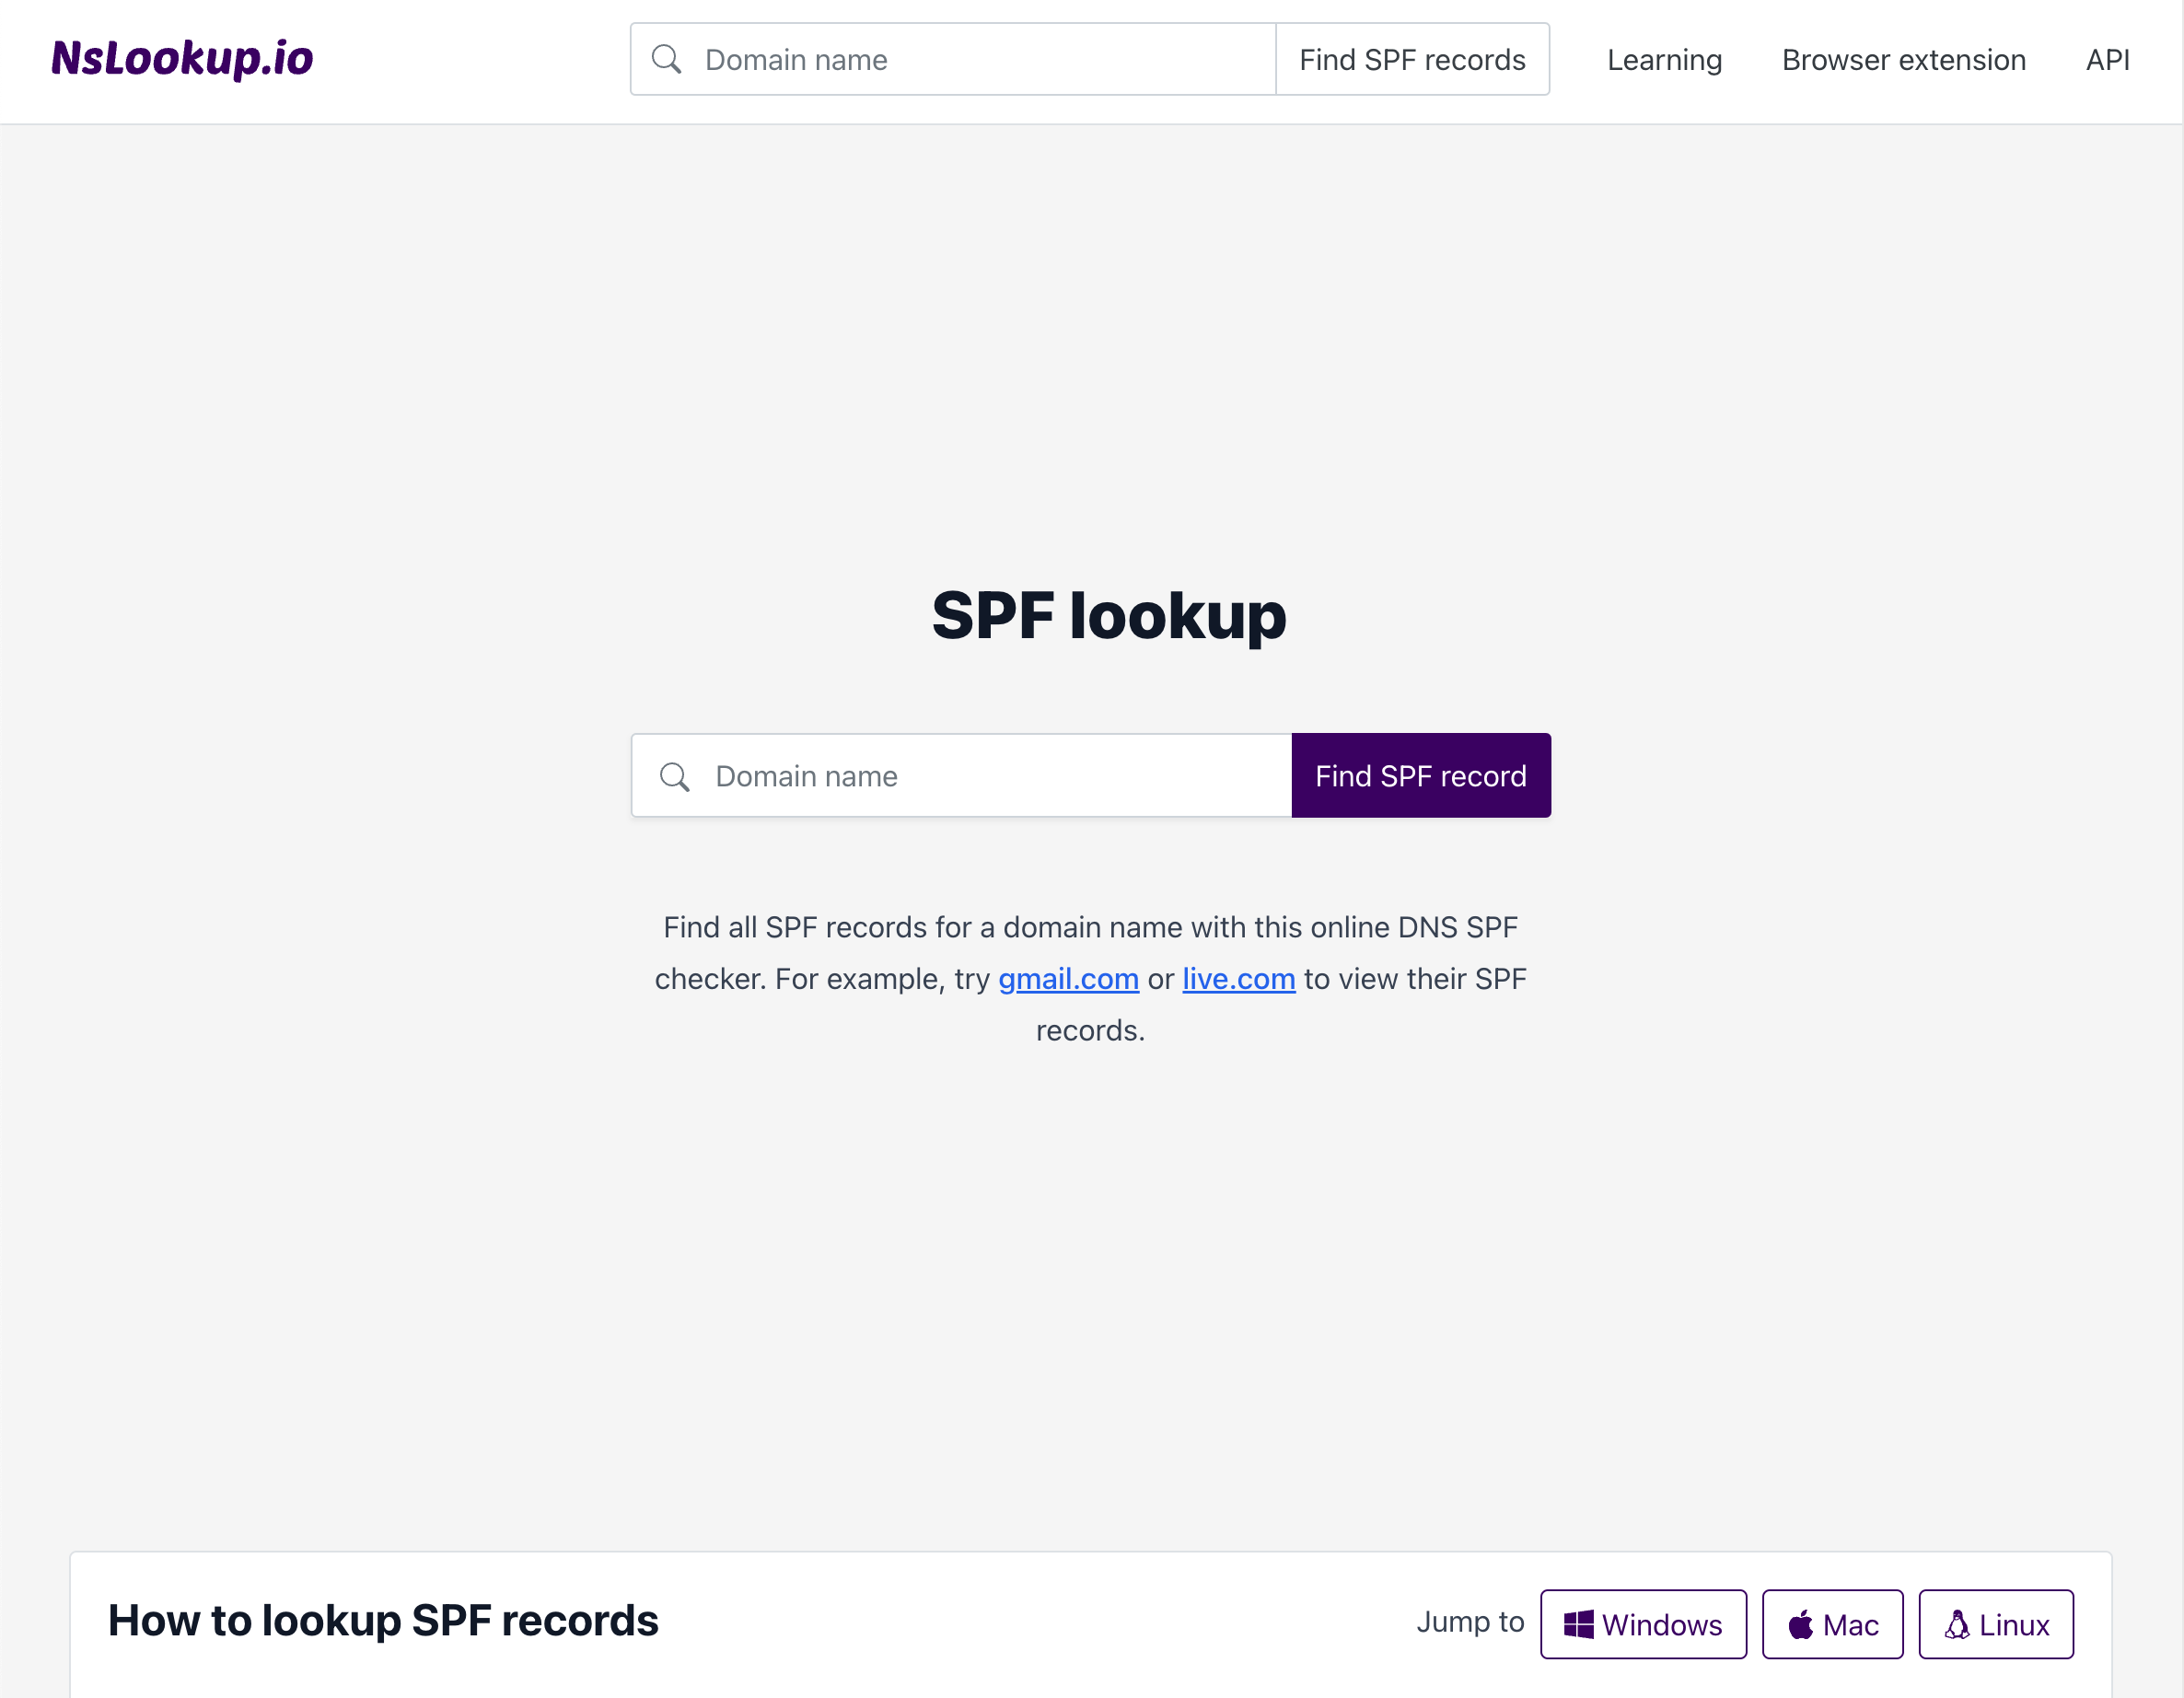 NsLookup.io
Domain name
Find SPF records
Learning
Browser extension
API
SPF lookup
Domain name
Find SPF record
Find all SPF records for a domain name with this online DNS SPF
checker. For example, try gmail.com or live.com to view their SPF
records.
How to lookup SPF records
Jump to
Windows
Mac
Linux